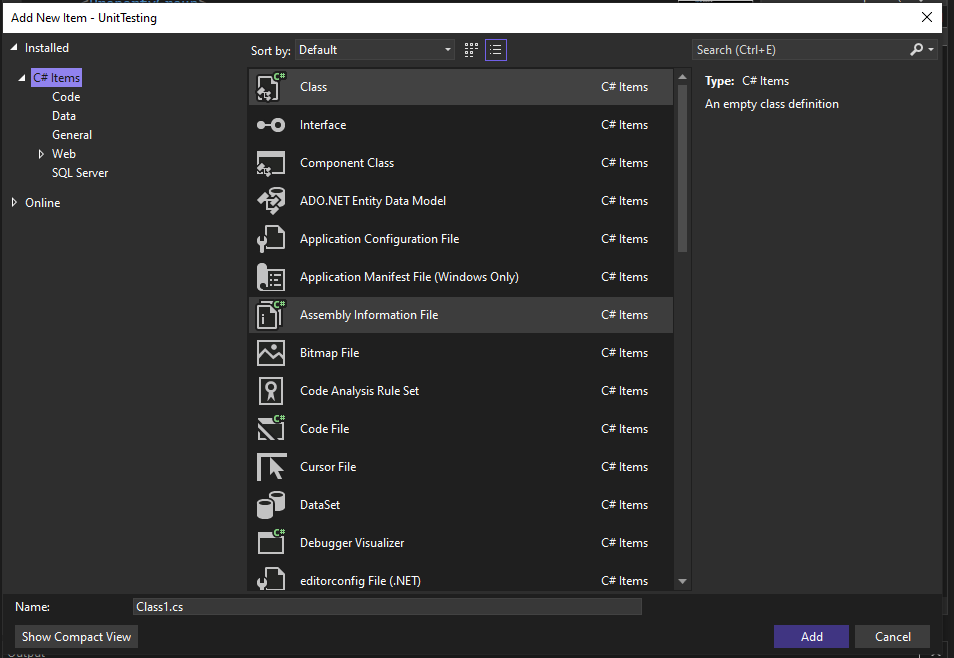 Add New Item - UnitTesting
Installed
C# Items
Code
Data
General
Web
SQL Server
Online
Sort by: Default
Search (Ctrl+E)
Class C# Items
Interface C# Items
Component Class C# Items
ADO.NET Entity Data Model C# Items
Application Configuration File C# Items
Application Manifest File (Windows Only) C# Items
Assembly Information File C# Items
Bitmap File C# Items
Code Analysis Rule Set C# Items
Code File C# Items
Cursor File C# Items
DataSet C# Items
Debugger Visualizer C# Items
editorconfig File (.NET) C# Items
Type: C# Items
An empty class definition
Name: Class1.cs
Show Compact View
Add
Cancel
Output